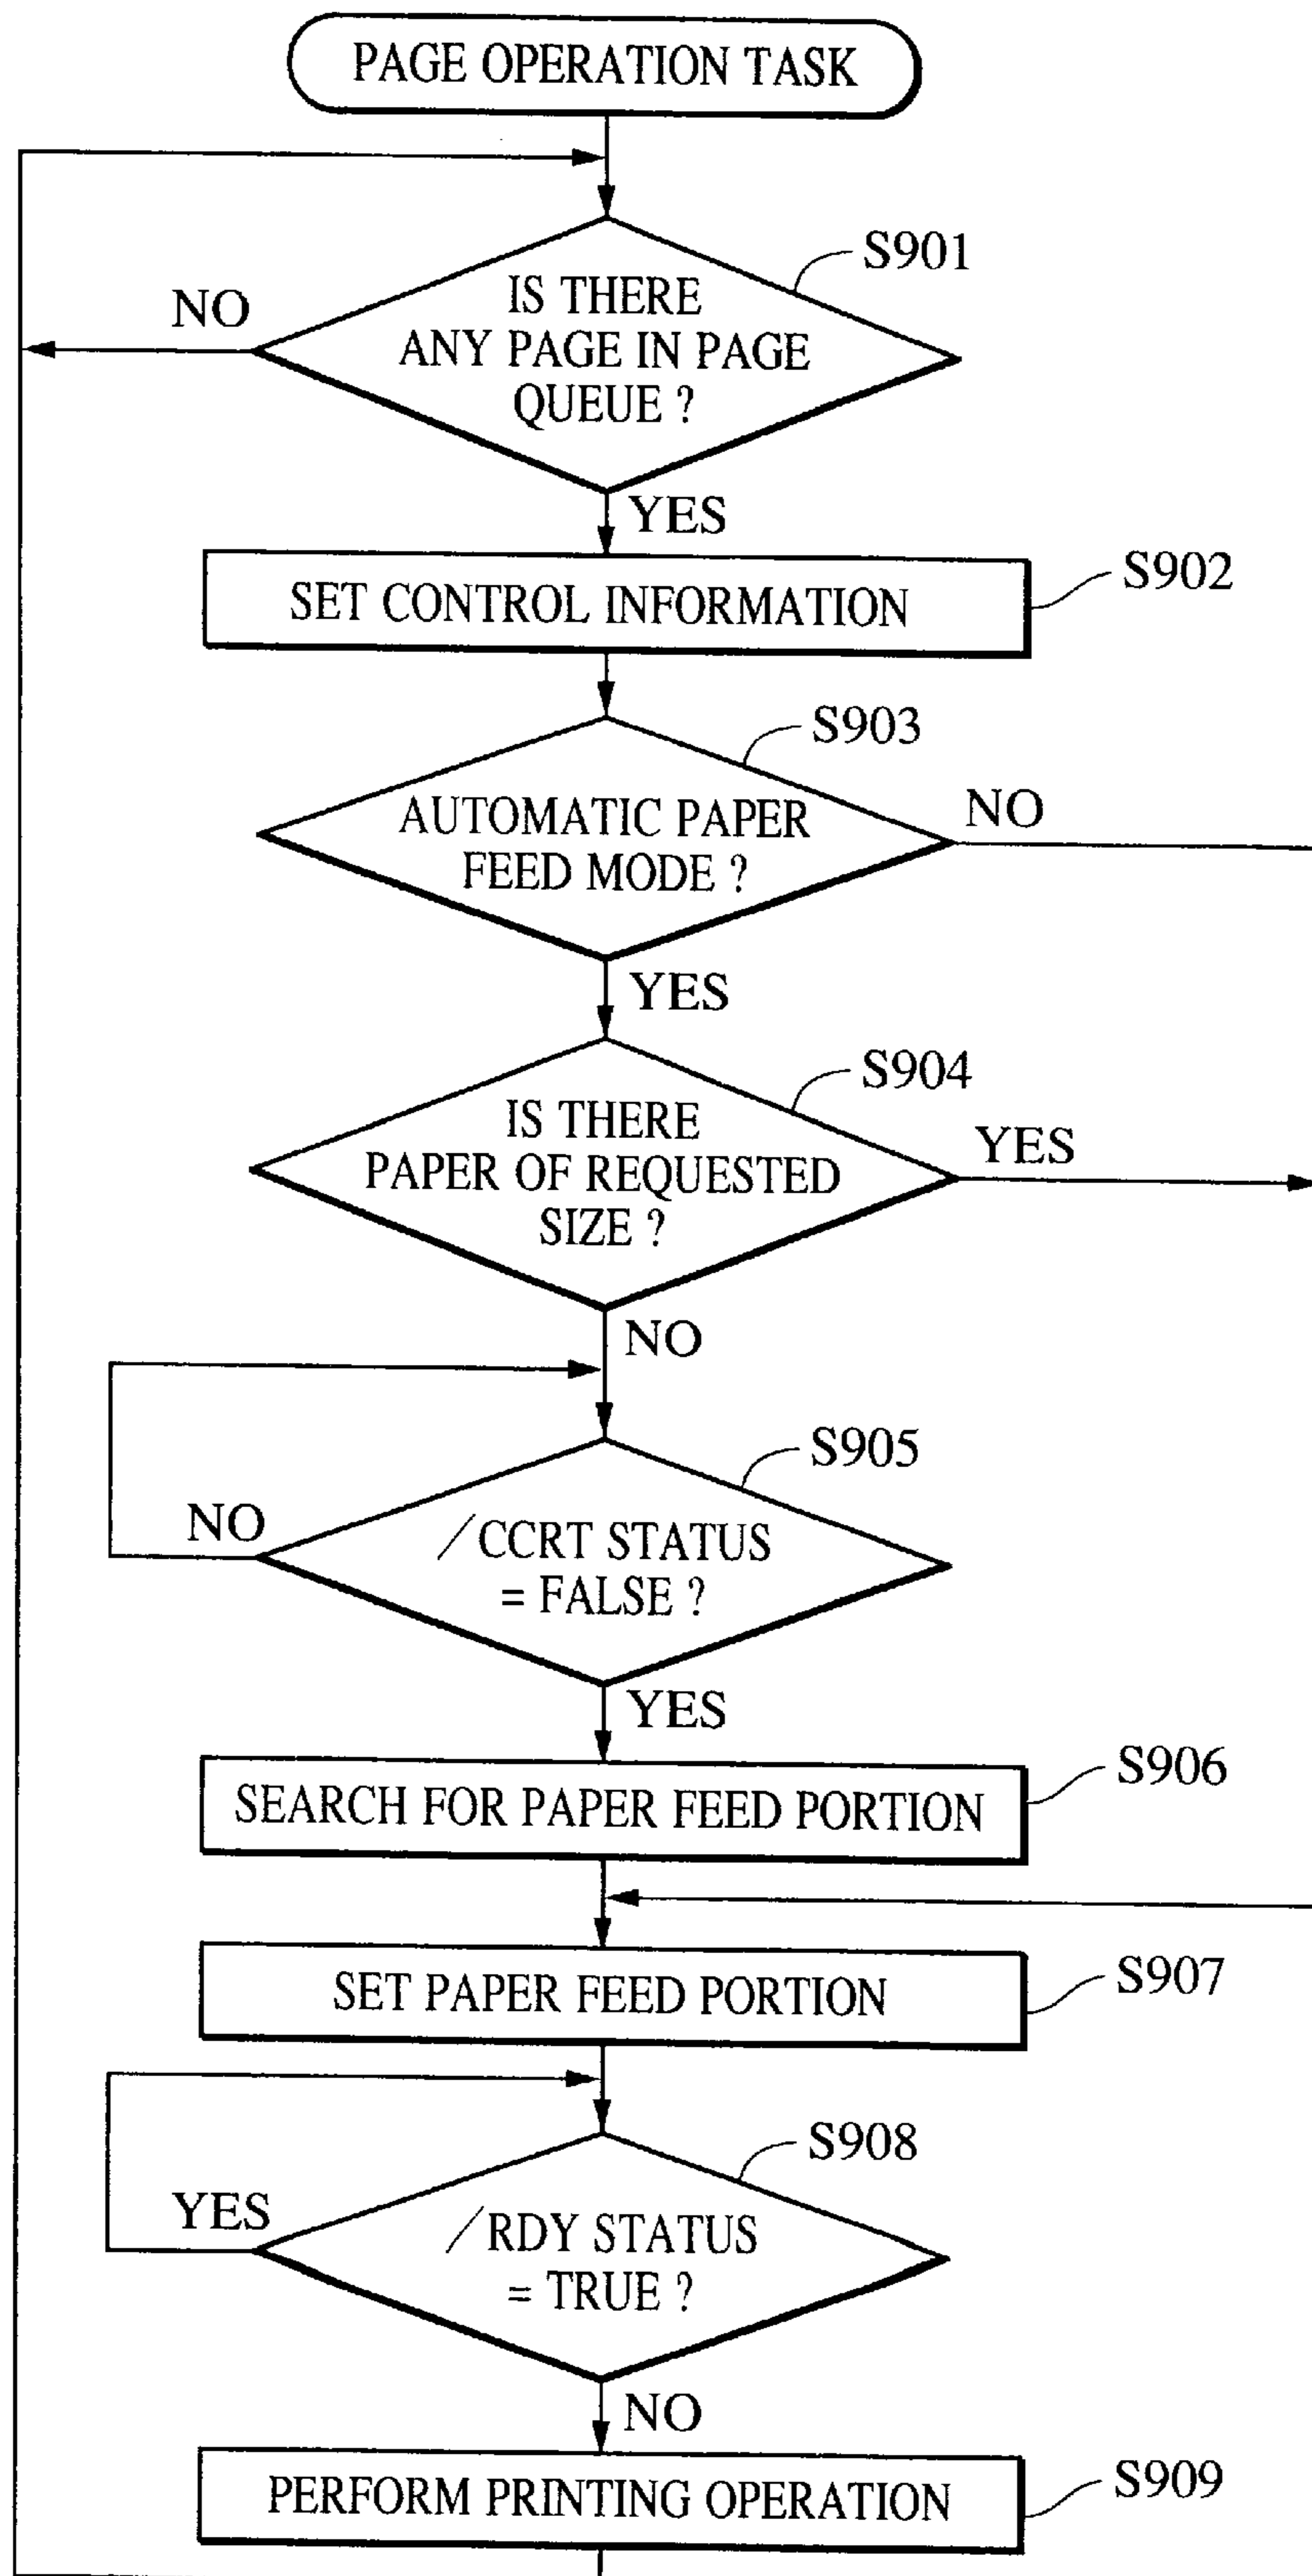 PAGE OPERATION TASK
S901
NO
IS THERE
ANY PAGE IN PAGE
QUEUE ?
YES
S902
SET CONTROL INFORMATION
S903
NO
AUTOMATIC PAPER
FEED MODE ?
YES
S904
IS THERE
PAPER OF REQUESTED
SIZE ?
YES
NO
S905
NO
/CCRT STATUS
= FALSE ?
YES
S906
SEARCH FOR PAPER FEED PORTION
S907
SET PAPER FEED PORTION
S908
YES
/RDY STATUS
= TRUE ?
NO
S909
PERFORM PRINTING OPERATION